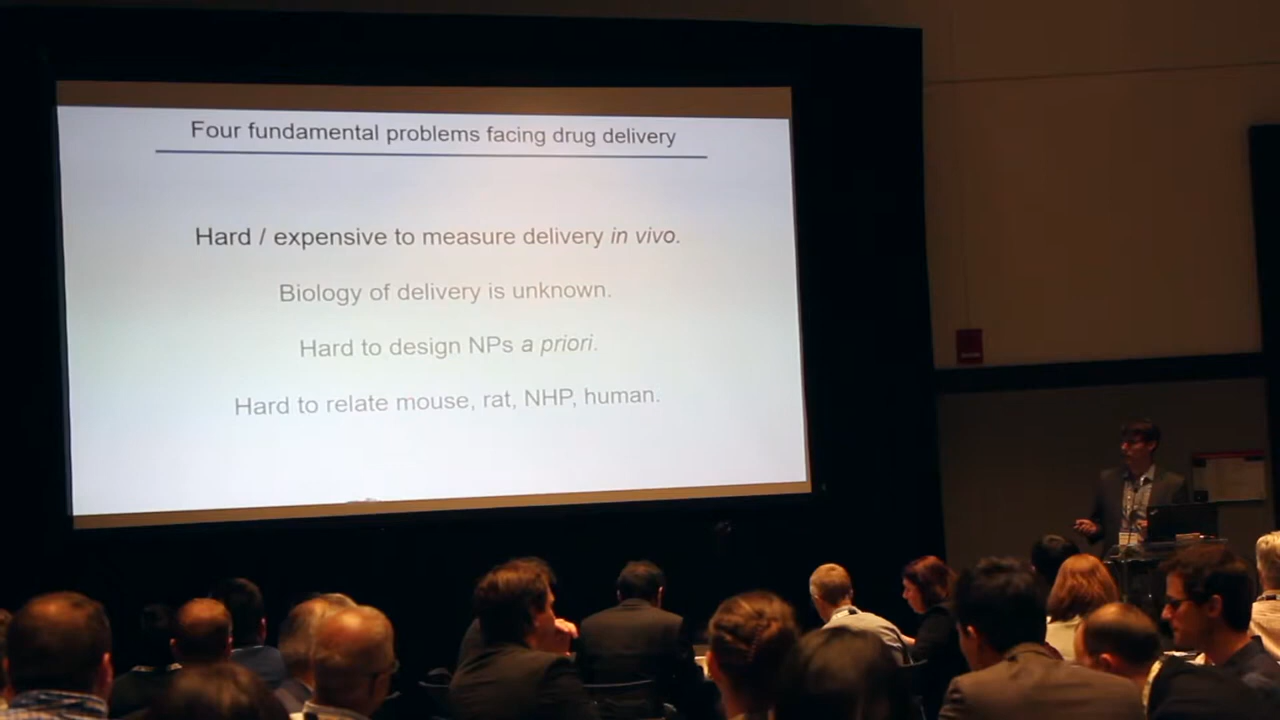 Four fundamental problems facing drug delivery
Hard / expensive to measure delivery in vivo.
Biology of delivery is unknown.
Hard to design NPs a priori.
Hard to relate mouse, rat, NHP, human.